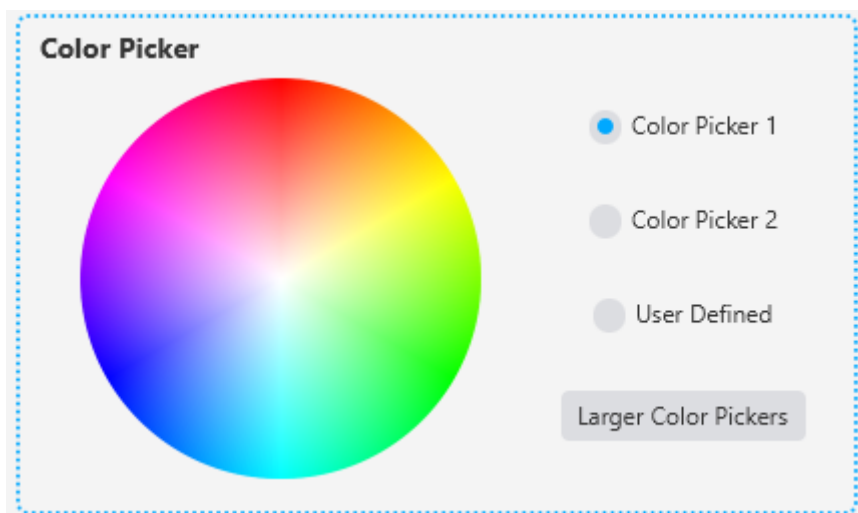 Color Picker
Color Picker 1
Color Picker 2
User Defined
Larger Color Pickers